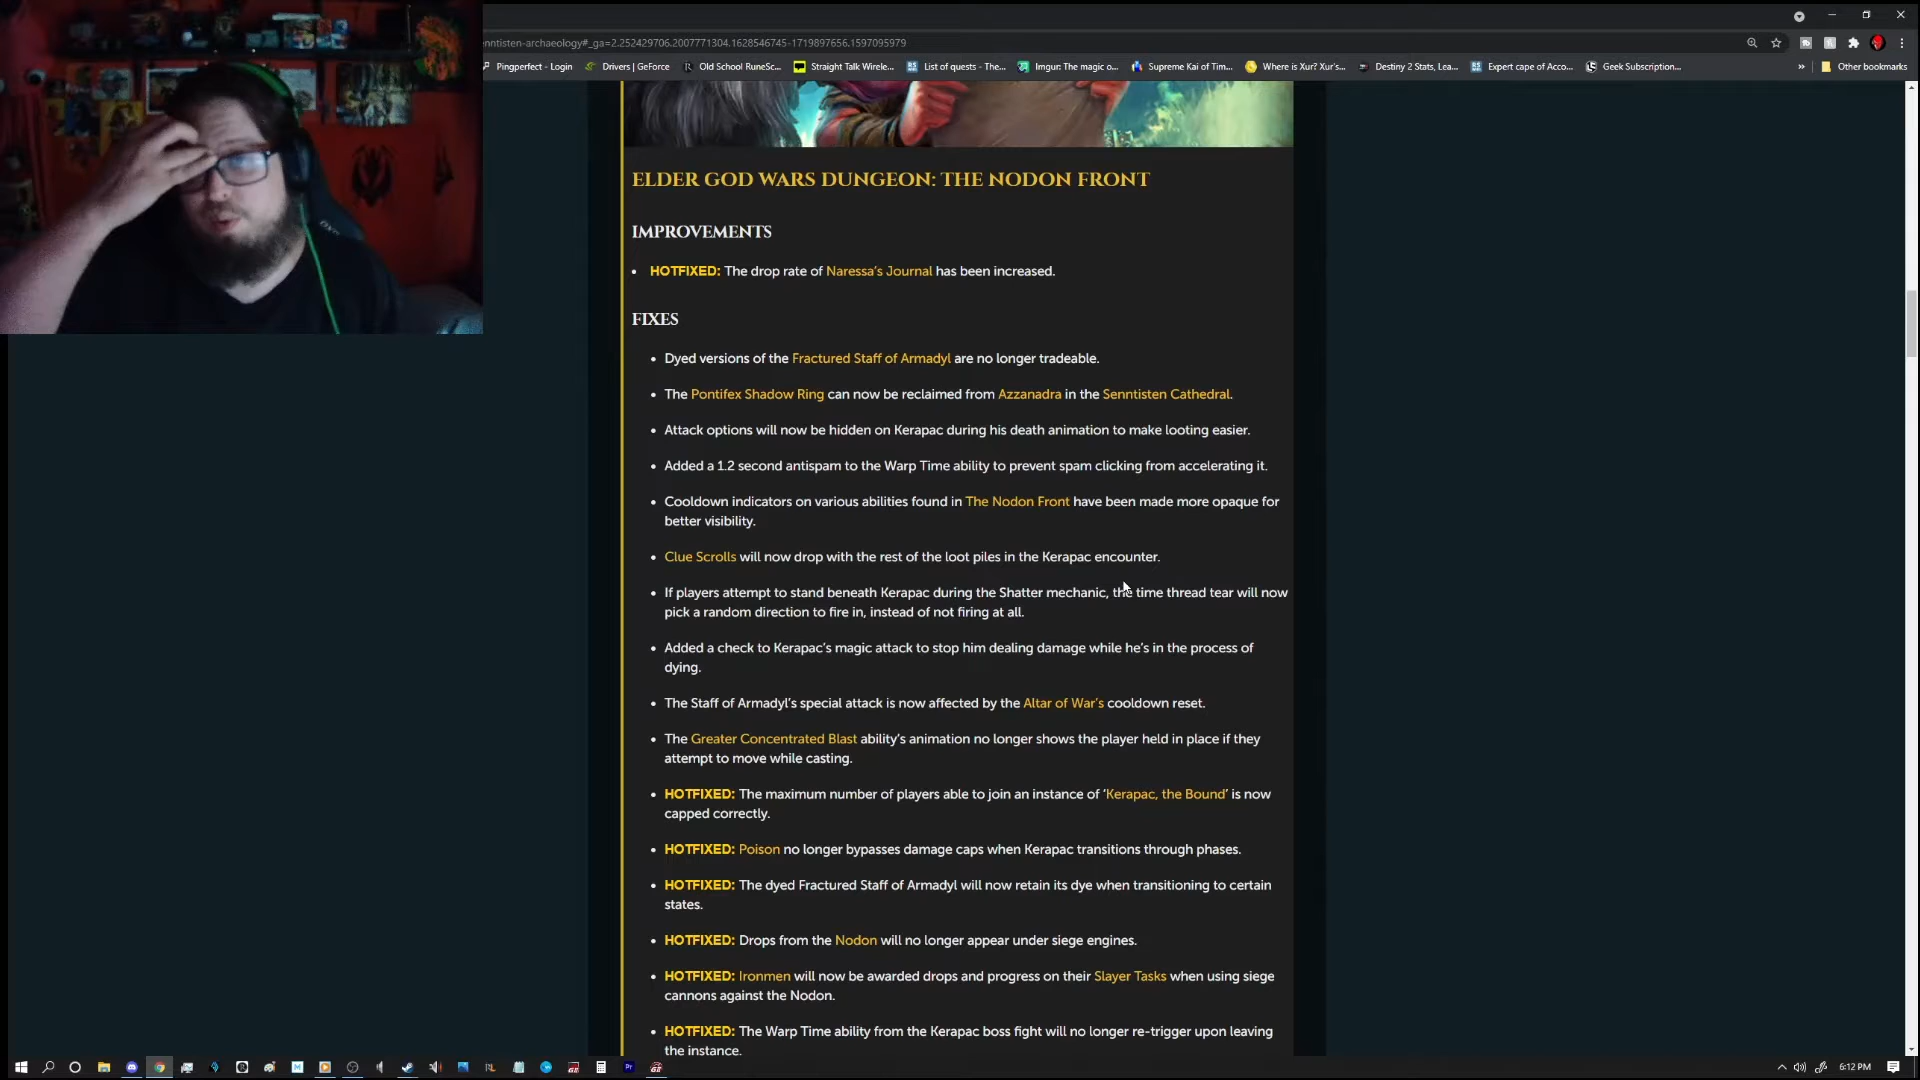 nntisten-archaeology#_ga=2.252429706.2007771304.1628546745-1719897656.1597095979
Pingperfect - Login
Drivers | GeForce
Old School RuneSc...
Straight Talk Wirele...
List of quests - The...
Imgur: The magic o...
Supreme Kai of Tim...
Where is Xur? Xur's...
Destiny 2 Stats, Lea...
Expert cape of Acco...
Geek Subscription...
»
Other bookmarks
ELDER GOD WARS DUNGEON: THE NODON FRONT
IMPROVEMENTS
• HOTFIXED: The drop rate of Naressa's Journal has been increased.
FIXES
• Dyed versions of the Fractured Staff of Armadyl are no longer tradeable.
• The Pontifex Shadow Ring can now be reclaimed from Azzanadra in the Senntisten Cathedral.
• Attack options will now be hidden on Kerapac during his death animation to make looting easier.
• Added a 1.2 second antispam to the Warp Time ability to prevent spam clicking from accelerating it.
• Cooldown indicators on various abilities found in The Nodon Front have been made more opaque for
better visibility.
• Clue Scrolls will now drop with the rest of the loot piles in the Kerapac encounter.
• If players attempt to stand beneath Kerapac during the Shatter mechanic, the time thread tear will now
pick a random direction to fire in, instead of not firing at all.
• Added a check to Kerapac's magic attack to stop him dealing damage while he's in the process of
dying.
• The Staff of Armadyl's special attack is now affected by the Altar of War's cooldown reset.
• The Greater Concentrated Blast ability's animation no longer shows the player held in place if they
attempt to move while casting.
• HOTFIXED: The maximum number of players able to join an instance of 'Kerapac, the Bound' is now
capped correctly.
• HOTFIXED: Poison no longer bypasses damage caps when Kerapac transitions through phases.
• HOTFIXED: The dyed Fractured Staff of Armadyl will now retain its dye when transitioning to certain
states.
• HOTFIXED: Drops from the Nodon will no longer appear under siege engines.
• HOTFIXED: Ironmen will now be awarded drops and progress on their Slayer Tasks when using siege
cannons against the Nodon.
• HOTFIXED: The Warp Time ability from the Kerapac boss fight will no longer re-trigger upon leaving
the instance.
6:12 PM